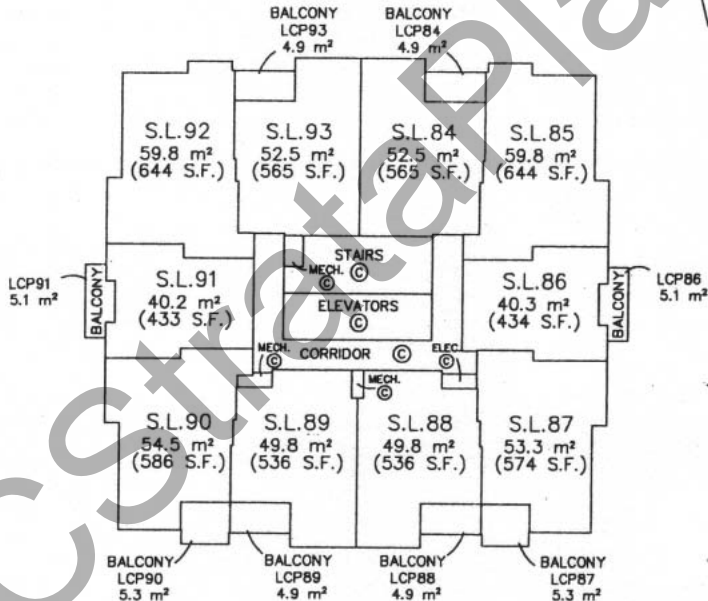 BALCONY
LCP93
4.9 m²
BALCONY
LCP84
4.9 m²
S.L.92
59.8 m²
(644 S.F.)
S.L.93
52.5 m²
(565 S.F.)
S.L.84
52.5 m²
(565 S.F.)
S.L.85
59.8 m²
(644 S.F.)
STAIRS
©
MECH.
©
LCP91
5.1 m²
BALCONY
S.L.91
40.2 m²
(433 S.F.)
ELEVATORS
©
S.L.86
40.3 m²
(434 S.F.)
BALCONY
LCP86
5.1 m²
MECH.
©
CORRIDOR ©
ELEC.
©
MECH.
©
S.L.90
54.5 m²
(586 S.F.)
S.L.89
49.8 m²
(536 S.F.)
S.L.88
49.8 m²
(536 S.F.)
S.L.87
53.3 m²
(574 S.F.)
BALCONY
LCP90
5.3 m²
BALCONY
LCP89
4.9 m²
BALCONY
LCP88
4.9 m²
BALCONY
LCP87
5.3 m²
CStrataPla